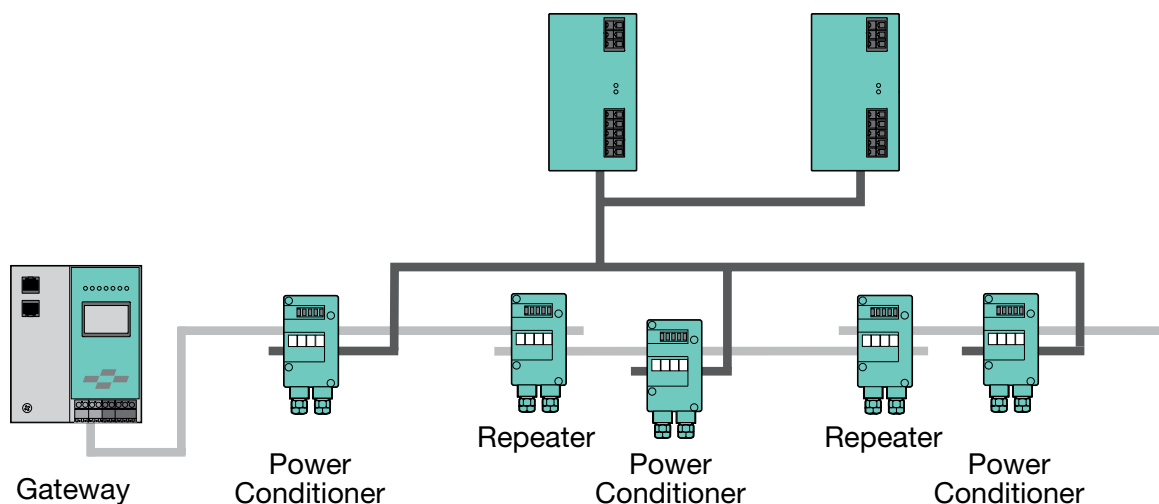 Gateway
Power
Conditioner
Repeater
Power
Conditioner
Repeater
Power
Conditioner